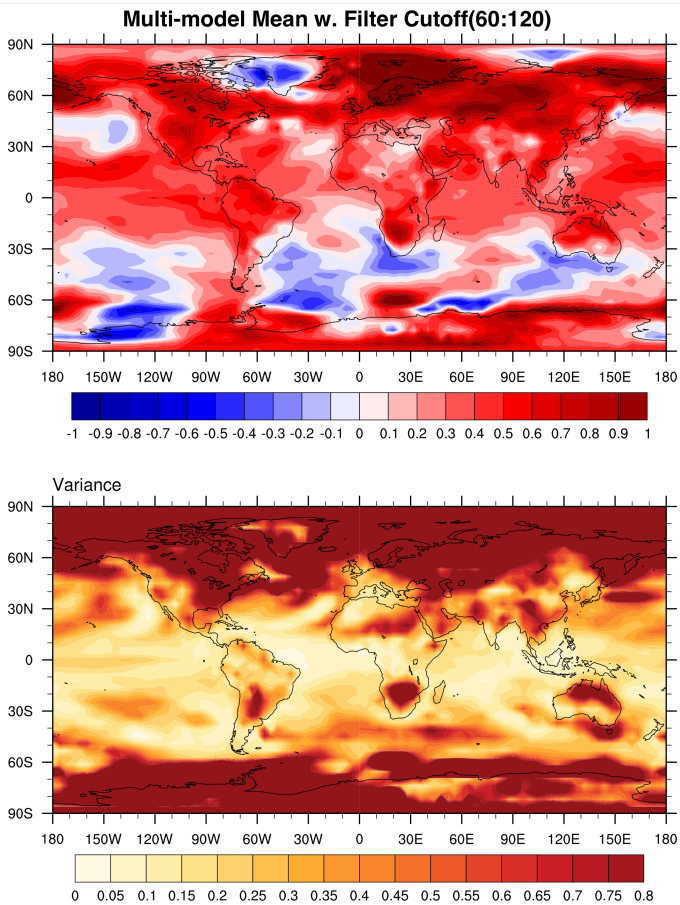 Multi-model Mean w. Filter Cutoff(60:120)
90N
60N
30N
0
30S
60S
90S
180 150W 120W 90W 60W 30W 0 30E 60E 90E 120E 150E 180
-1 -0.9 -0.8 -0.7 -0.6 -0.5 -0.4 -0.3 -0.2 -0.1 0 0.1 0.2 0.3 0.4 0.5 0.6 0.7 0.8 0.9 1
Variance
90N
60N
30N
0
30S
60S
90S
180 150W 120W 90W 60W 30W 0 30E 60E 90E 120E 150E 180
0 0.05 0.1 0.15 0.2 0.25 0.3 0.35 0.4 0.45 0.5 0.55 0.6 0.65 0.7 0.75 0.8